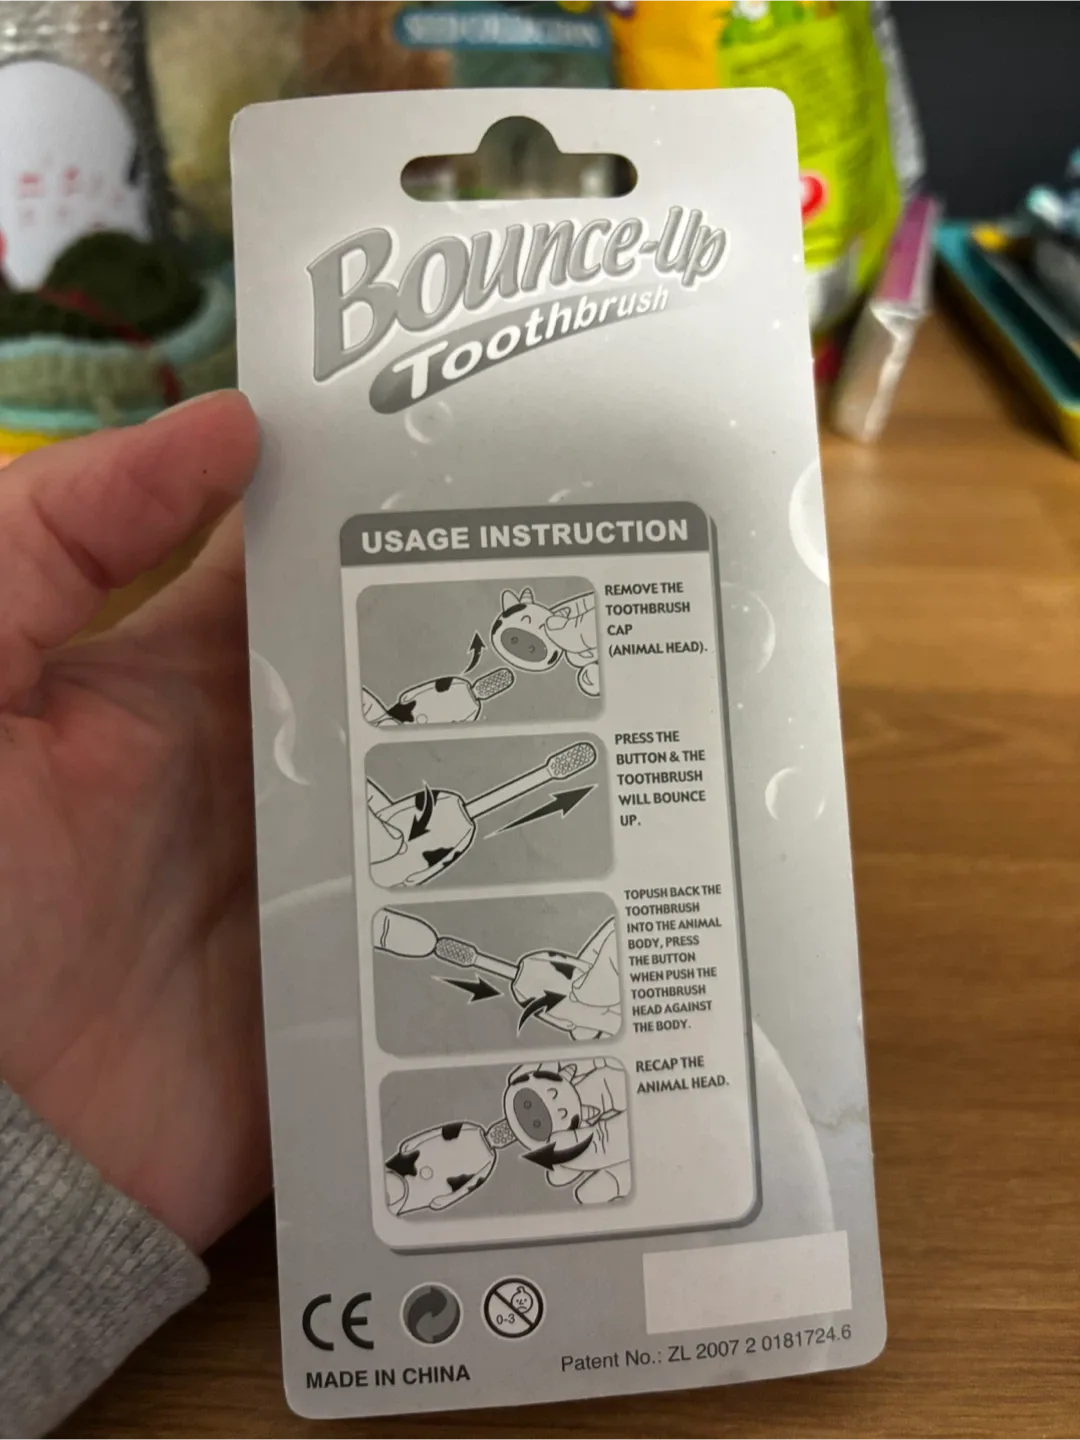 Bounce-Up
Toothbrush
USAGE INSTRUCTION
REMOVE THE
TOOTHBRUSH
CAP
(ANIMAL HEAD).
PRESS THE
BUTTON & THE
TOOTHBRUSH
WILL BOUNCE
UP.
TOPUSH BACK THE
TOOTHBRUSH
INTO THE ANIMAL
BODY, PRESS
THE BUTTON
WHEN PUSH THE
TOOTHBRUSH
HEAD AGAINST
THE BODY.
RECAP THE
ANIMAL HEAD.
CE
0-3
MADE IN CHINA
Patent No.: ZL 2007 2 0181724.6